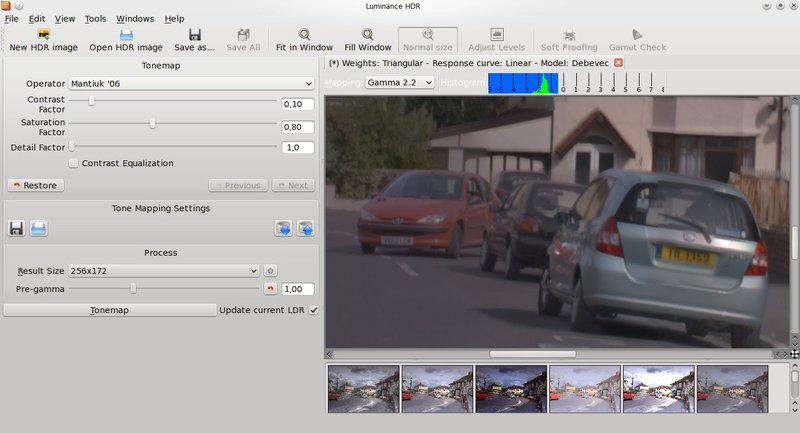 Luminance HDR
File Edit View Tools Windows Help
New HDR image Open HDR image Save as... Save All Fit in Window Fill Window Normal size Adjust Levels Soft Proofing Gamut Check
Tonemap
Operator Mantiuk '06
Contrast Factor 0,10
Saturation Factor 0,80
Detail Factor 1,0
Contrast Equalization
Restore Previous Next
Tone Mapping Settings
Process
Result Size 256x172
Pre-gamma 1,00
Tonemap Update current LDR
(*) Weights: Triangular - Response curve: Linear - Model: Debevec
Mapping: Gamma 2.2 Histogram:
-5 -4 -3 -2 -1 0 1 2 3 4 5 6 7